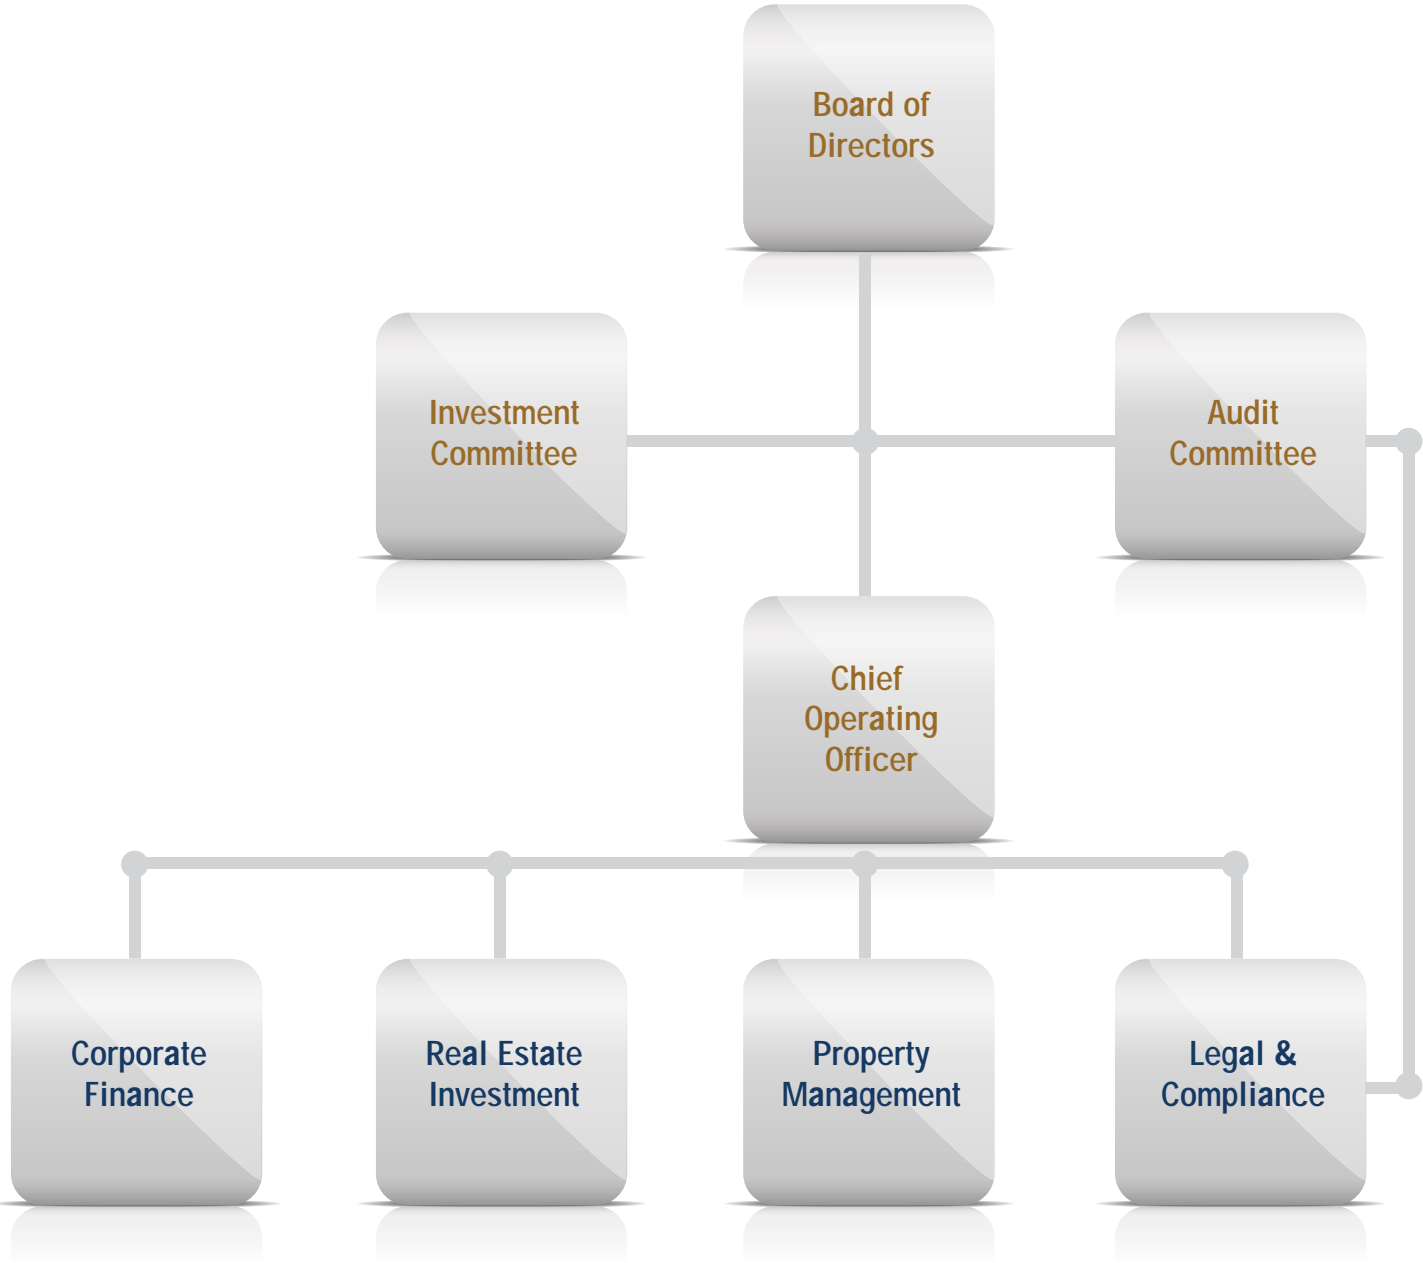 Board of
Directors
Investment
Committee
Audit
Committee
Chief
Operating
Officer
Corporate
Finance
Real Estate
Investment
Property
Management
Legal &
Compliance